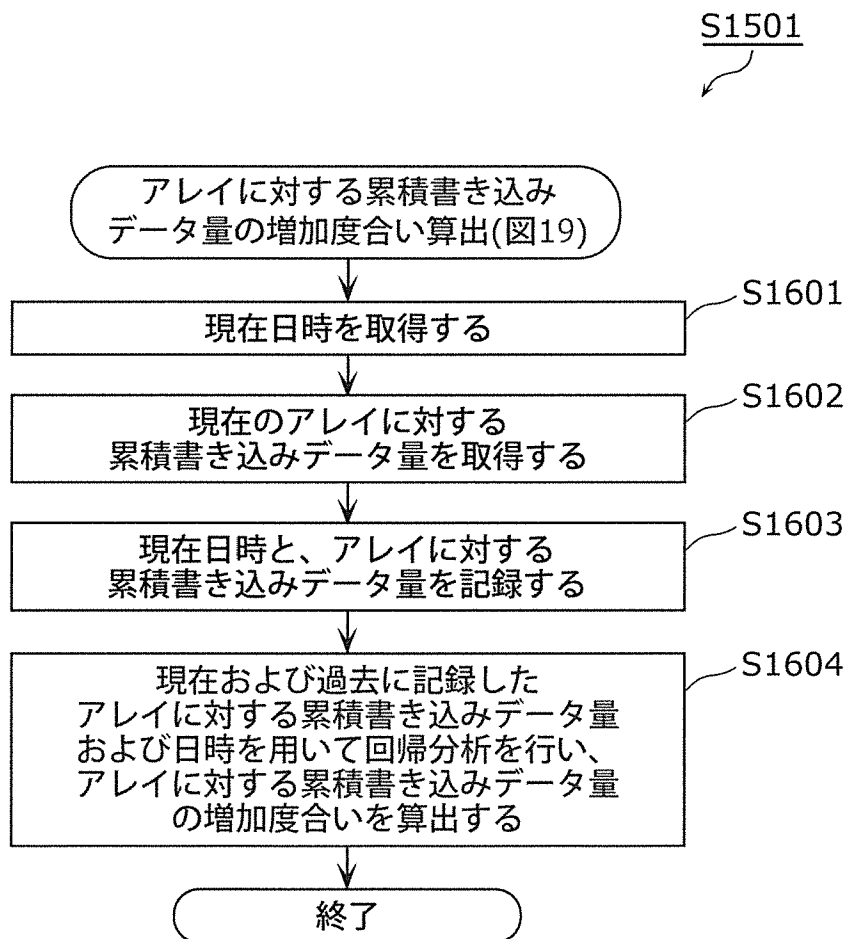 S1501
アレイに対する累積書き込み
データ量の増加度合い算出(図19)
S1601
現在日時を取得する
S1602
現在のアレイに対する
累積書き込みデータ量を取得する
S1603
現在日時と、アレイに対する
累積書き込みデータ量を記録する
S1604
現在および過去に記録した
アレイに対する累積書き込みデータ量
および日時を用いて回帰分析を行い、
アレイに対する累積書き込みデータ量
の増加度合いを算出する
終了